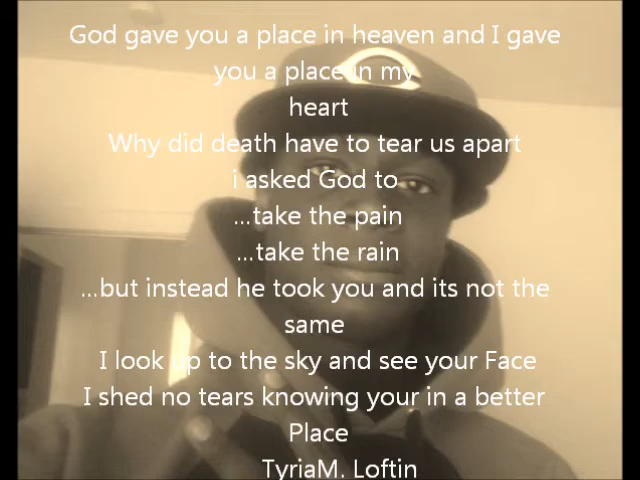 God gave you a place in heaven and I gave
you a place in my
heart
Why did death have to tear us apart
i asked God to
...take the pain
...take the rain
...but instead he took you and its not the
same
I look up to the sky and see your Face
I shed no tears knowing your in a better
Place
TyriaM. Loftin